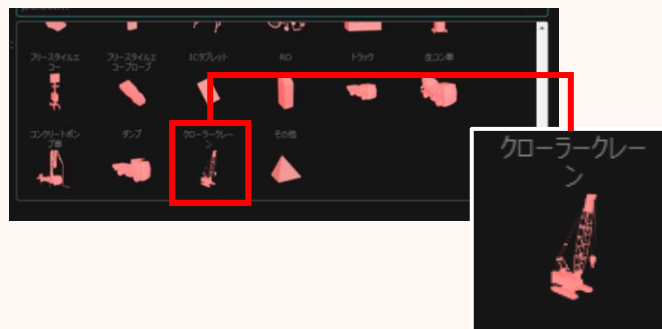 フリースタイルエ
コー
フリースタイルエ
コープローブ
ICタブレット
RO
トラック
生コン車
コンクリートポン
プ車
ダンプ
クローラークレー
ン
その他
クローラークレー
ン